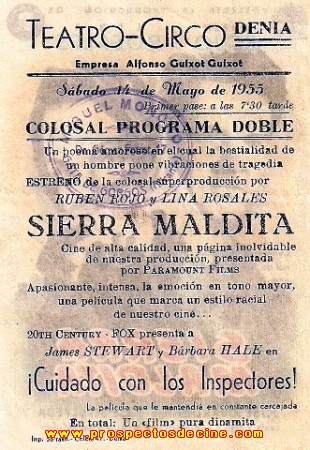 TEATRO-CIRCO DENIA
Empresa Alfonso Guixot Guixot
Sábado 14 de Mayo de 1955
Primer pase: a las 7'30 tarde
COLOSAL PROGRAMA DOBLE
Un poema amoroso en el cual la bestialidad de
un hombre pone vibraciones de tragedia
ESTRENO de la colosal superproducción por
RUBEN ROJO y LINA ROSALES
SIERRA MALDITA
Cine de alta calidad, una página inolvidable
de nuestra producción, presentada
por PARAMOUNT FILMS
Apasionante, intensa, la emoción en tono mayor,
una película que marca un estilo racial
de nuestro cine...
20TH CENTURY - FOX presenta a
James STEWART y Bárbara HALE en
¡Cuidado con los Inspectores!
La película que le mantendrá en constante carcajada
En total: Un «film» pura dinamita
Imp.
www.prospectosdecine.com